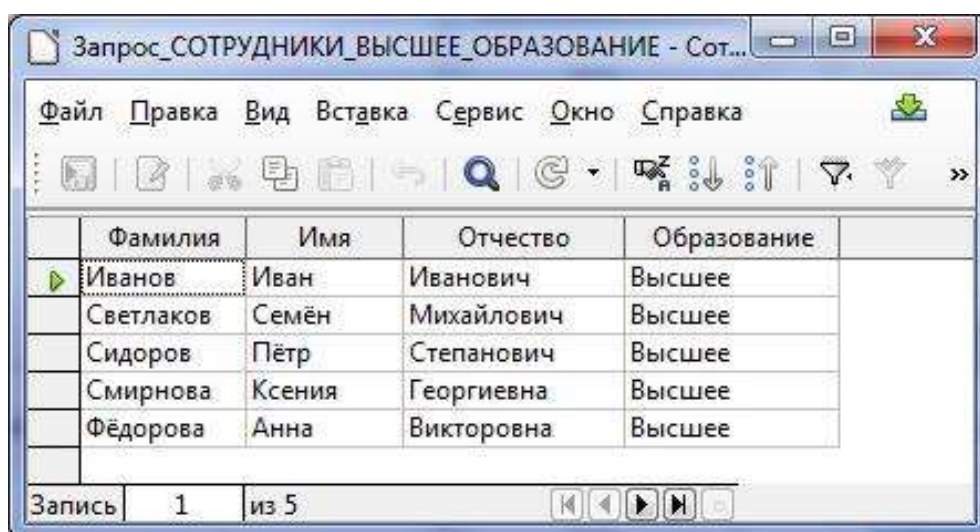 Запрос_СОТРУДНИКИ_ВЫСШЕЕ_ОБРАЗОВАНИЕ - Сот...
Файл Правка Вид Вставка Сервис Окно Справка
Фамилия Имя Отчество Образование
Иванов Иван Иванович Высшее
Светлаков Семён Михайлович Высшее
Сидоров Пётр Степанович Высшее
Смирнова Ксения Георгиевна Высшее
Фёдорова Анна Викторовна Высшее
Запись 1 из 5